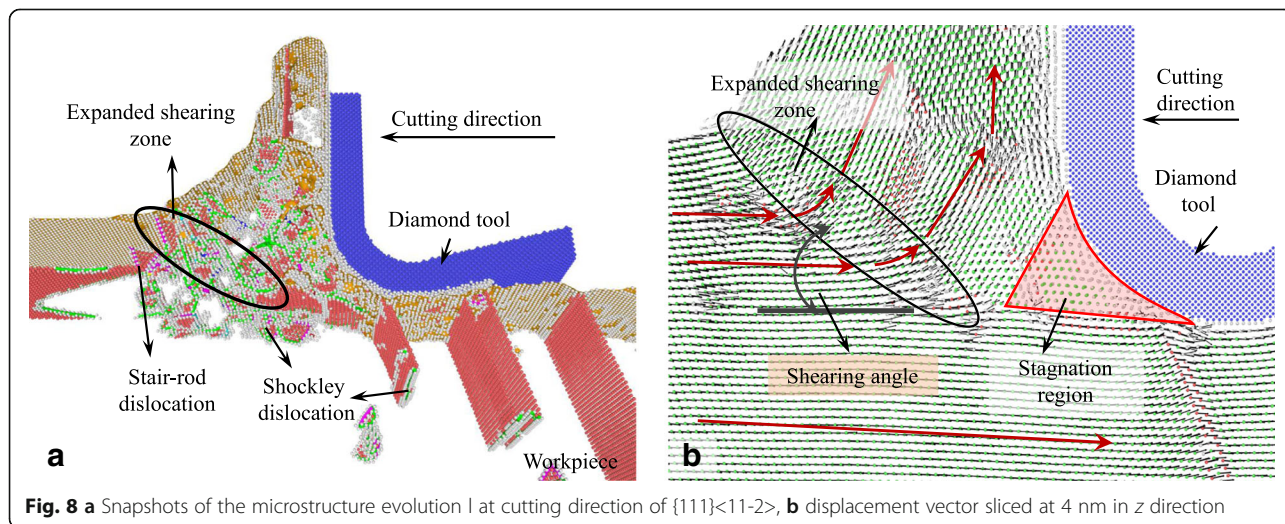 Expanded shearing
zone
Cutting direction
Diamond tool
Stair-rod
dislocation
Shockley
dislocation
Workpiece
a
Expanded shearing
zone
Cutting
direction
Diamond
tool
Shearing angle
Stagnation
region
b
Fig. 8 a Snapshots of the microstructure evolution l at cutting direction of {111}<11-2>, b displacement vector sliced at 4 nm in z direction